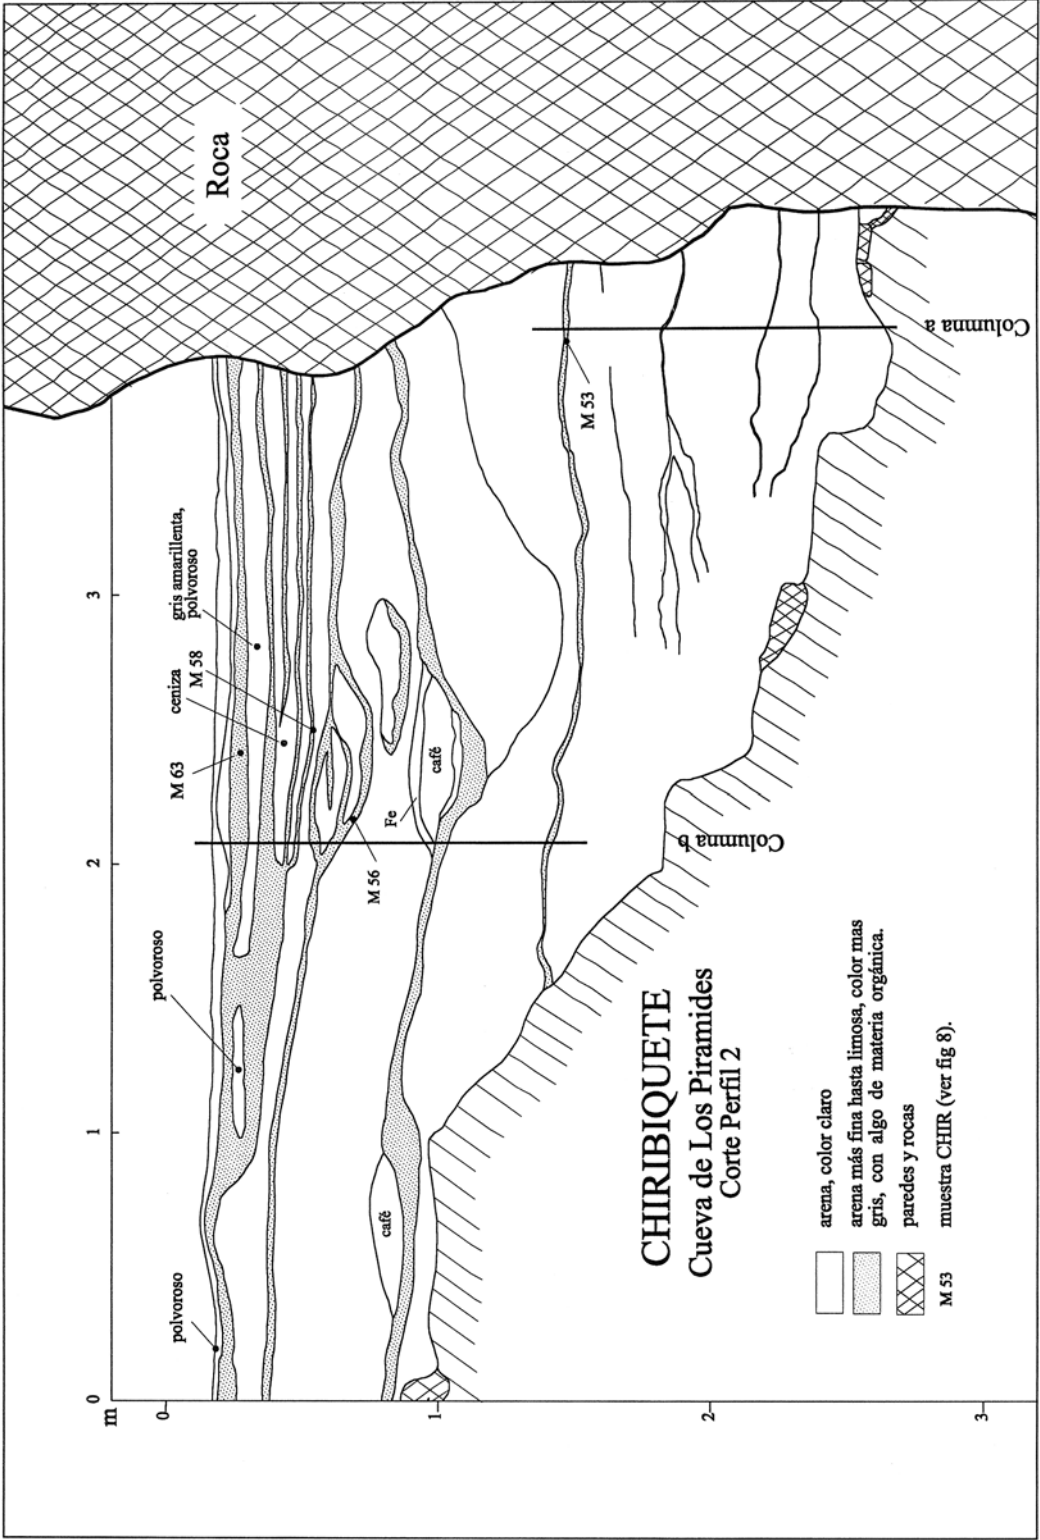 Roca
m
0
1
2
3
0
1
2
3
polvoroso
polvoroso
M 63
ceniza
gris amarillenta,
polvoroso
M 58
M 56
Fe
café
café
M 53
Columna a
Columna b
CHIRIBIQUETE
Cueva de Los Piramides
Corte Perfil 2
arena, color claro
arena más fina hasta limosa, color mas
gris, con algo de materia orgánica.
paredes y rocas
M 53 muestra CHIR (ver fig 8).